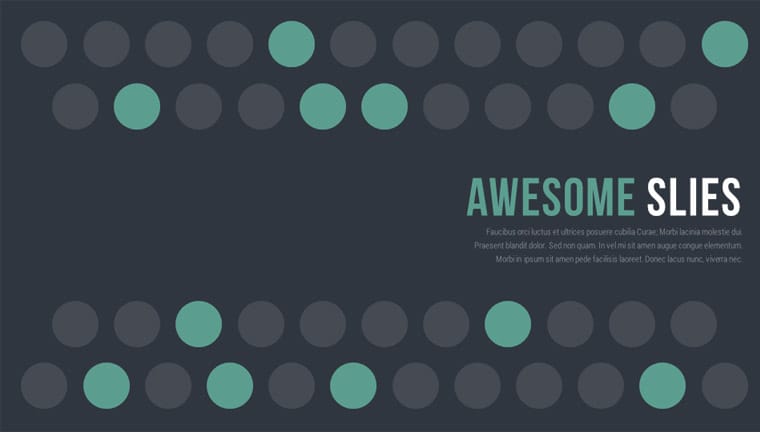 AWESOME SLIES
Faucibus orci luctus et ultrices posuere cubilia Curae; Morbi lacinia molestie dui.
Praesent blandit dolor. Sed non quam. In vel mi sit amen augue congue elementum.
Morbi in ipsum sit amen pede facilisis laoreet. Donec lacus nunc, viverra nec.